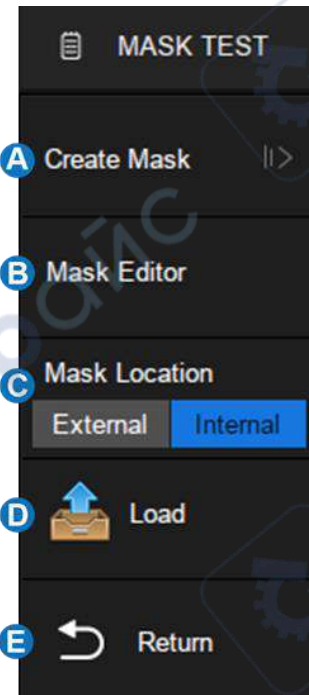 MASK TEST
A Create Mask
B Mask Editor
C Mask Location
External Internal
D Load
E Return